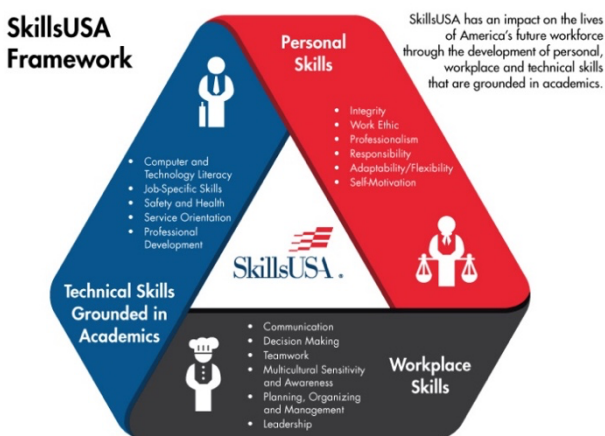 SkillsUSA
Framework
SkillsUSA has an impact on the lives
of America's future workforce
through the development of personal,
workplace and technical skills
that are grounded in academics.
Personal
Skills
• Integrity
• Work Ethic
• Professionalism
• Responsibility
• Adaptability/Flexibility
• Self-Motivation
• Computer and
Technology Literacy
• Job-Specific Skills
• Safety and Health
• Service Orientation
• Professional
Development
Technical Skills
Grounded in
Academics
SkillsUSA®
• Communication
• Decision Making
• Teamwork
• Multicultural Sensitivity
and Awareness
• Planning, Organizing
and Management
• Leadership
Workplace
Skills